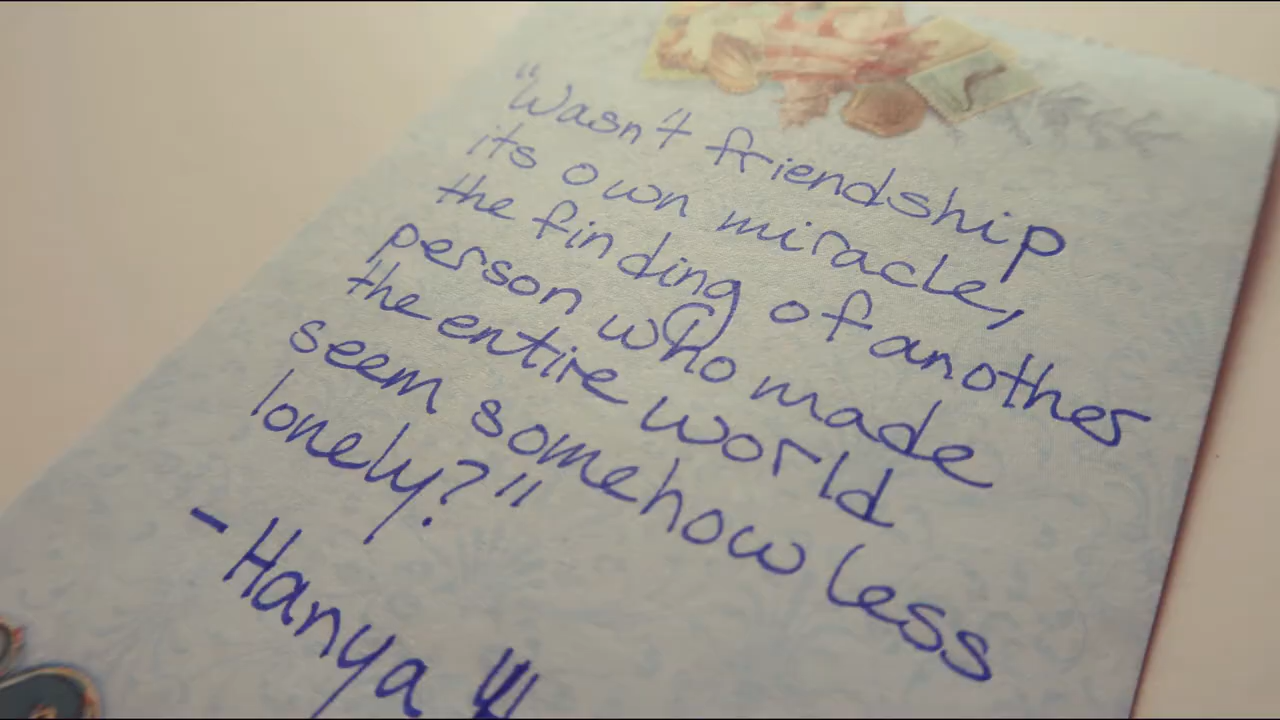 "Wasn't friendship
its own miracle,
the finding of another
person who made
the entire world
seem somehow less
lonely?"
- Hanya